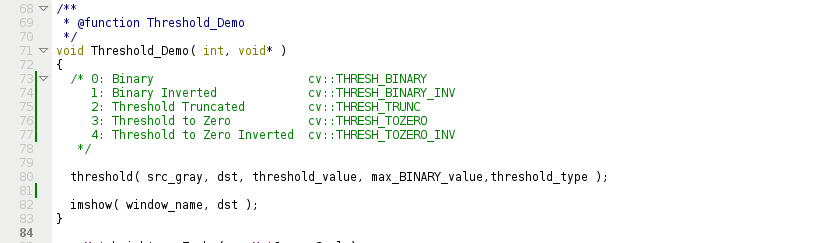 68 /**
69  * @function Threshold_Demo
70  */
71 void Threshold_Demo( int, void* )
72 {
73   /* 0: Binary                      cv::THRESH_BINARY
74      1: Binary Inverted             cv::THRESH_BINARY_INV
75      2: Threshold Truncated         cv::THRESH_TRUNC
76      3: Threshold to Zero           cv::THRESH_TOZERO
77      4: Threshold to Zero Inverted  cv::THRESH_TOZERO_INV
78    */
79
80   threshold( src_gray, dst, threshold_value, max_BINARY_value,threshold_type );
81
82   imshow( window_name, dst );
83 }
84